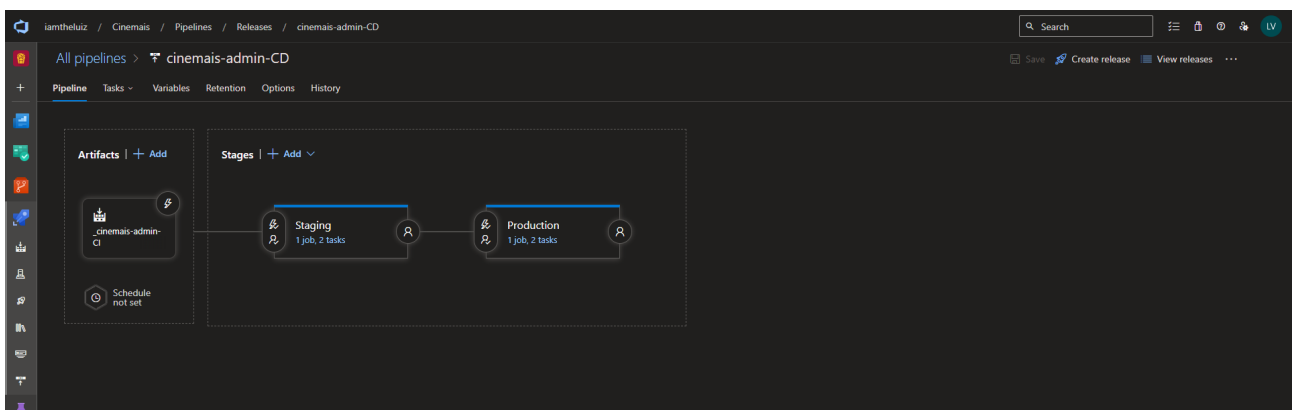 iamtheluiz / Cinemais / Pipelines / Releases / cinemais-admin-CD
Search
LV
All pipelines > cinemais-admin-CD
Save Create release View releases ...
Pipeline Tasks Variables Retention Options History
Artifacts | + Add
Stages | + Add
_cinemais-admin-
CI
Schedule
not set
Staging
1 job, 2 tasks
Production
1 job, 2 tasks